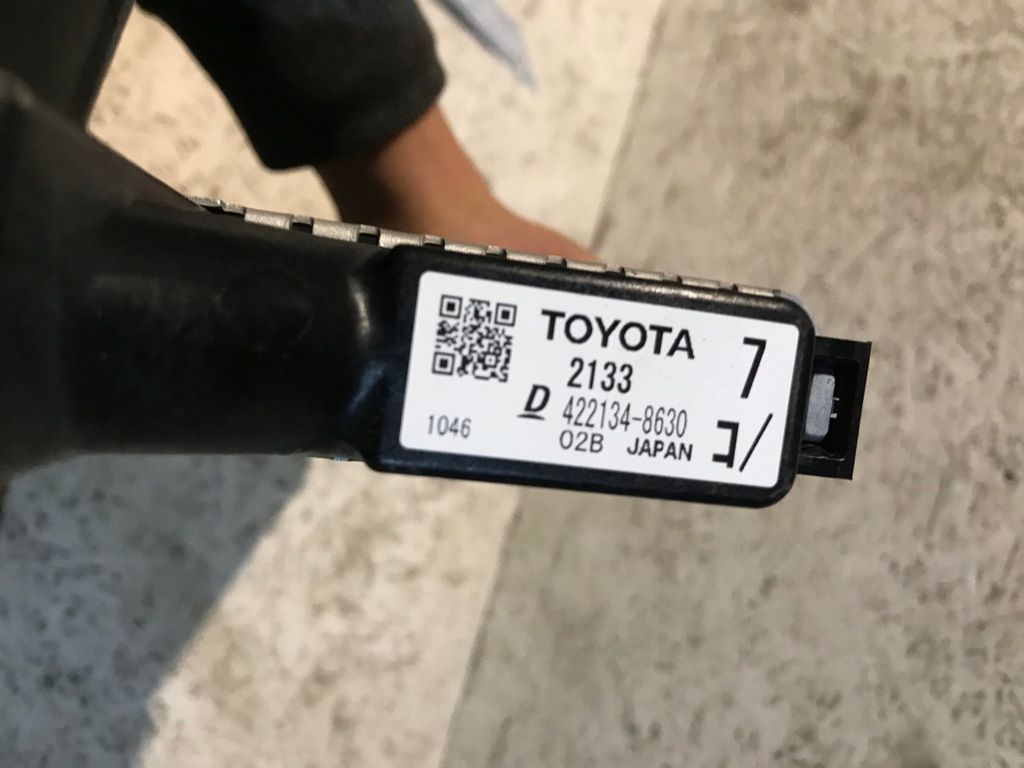 TOYOTA
2133
D 422134-8630
02B JAPAN
1046
7
コ/